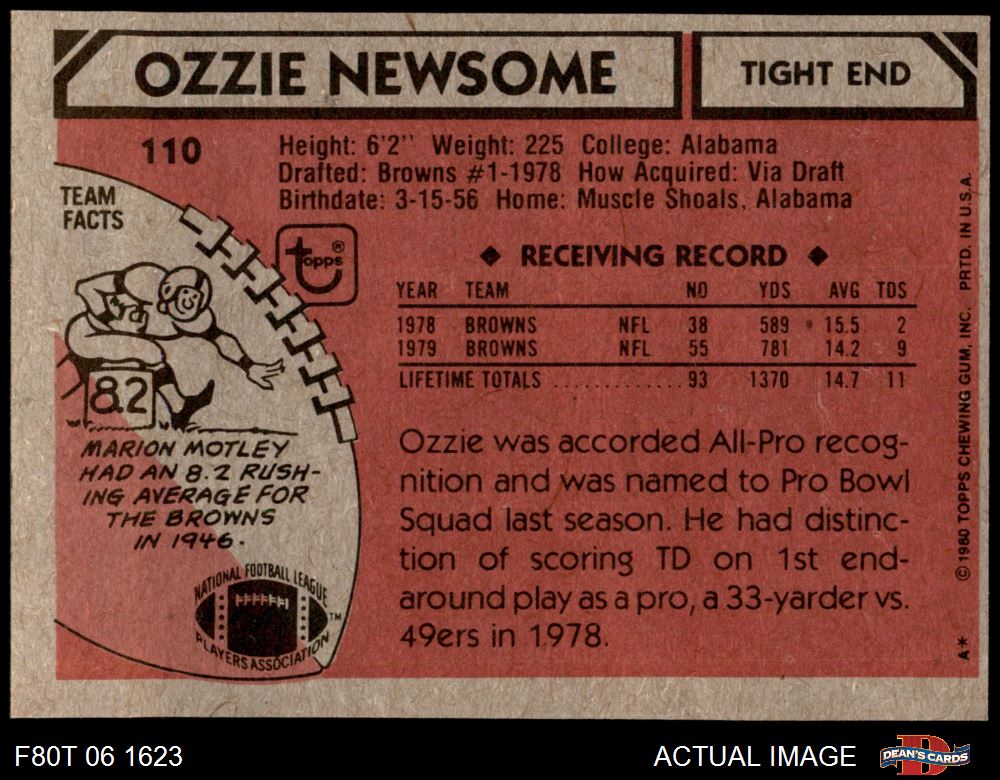 OZZIE NEWSOME
TIGHT END
110
Height: 6'2'' Weight: 225 College: Alabama
Drafted: Browns #1-1978 How Acquired: Via Draft
Birthdate: 3-15-56 Home: Muscle Shoals, Alabama
TEAM
FACTS
topps®
◆ RECEIVING RECORD ◆
YEAR TEAM NO YDS AVG TDS
1978 BROWNS NFL 38 589 15.5 2
1979 BROWNS NFL 55 781 14.2 9
LIFETIME TOTALS ............ 93 1370 14.7 11
8.2
MARION MOTLEY
HAD AN 8.2 RUSH-
ING AVERAGE FOR
THE BROWNS
IN 1946.
Ozzie was accorded All-Pro recog-
nition and was named to Pro Bowl
Squad last season. He had distinc-
tion of scoring TD on 1st end-
around play as a pro, a 33-yarder vs.
49ers in 1978.
NATIONAL FOOTBALL LEAGUE
PLAYERS ASSOCIATION
TM
A* © 1980 TOPPS CHEWING GUM, INC. PRTD. IN U.S.A.
F80T 06 1623
ACTUAL IMAGE
D
DEAN'S CARDS